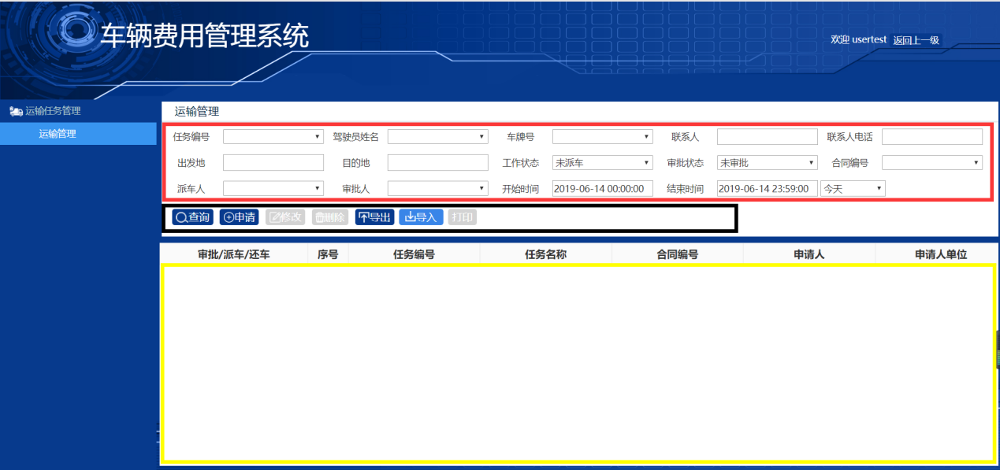 车辆费用管理系统
欢迎 usertest 返回上一级
运输任务管理
运输管理
运输管理
任务编号 驾驶员姓名 车牌号 联系人 联系人电话
出发地 目的地 工作状态 未派车 审批状态 未审批 合同编号
派车人 审批人 开始时间 2019-06-14 00:00:00 结束时间 2019-06-14 23:59:00 今天
查询 申请 修改 删除 导出 导入 打印
审批/派车/还车 序号 任务编号 任务名称 合同编号 申请人 申请人单位